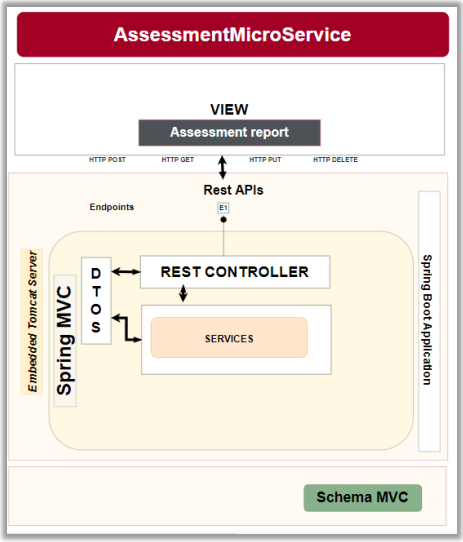 AssessmentMicroService
VIEW
Assessment report
HTTP POST HTTP GET HTTP PUT HTTP DELETE
Rest APIs
Endpoints
E1
Embedded Tomcat Server
Spring MVC
DTOS
REST CONTROLLER
SERVICES
Spring Boot Application
Schema MVC